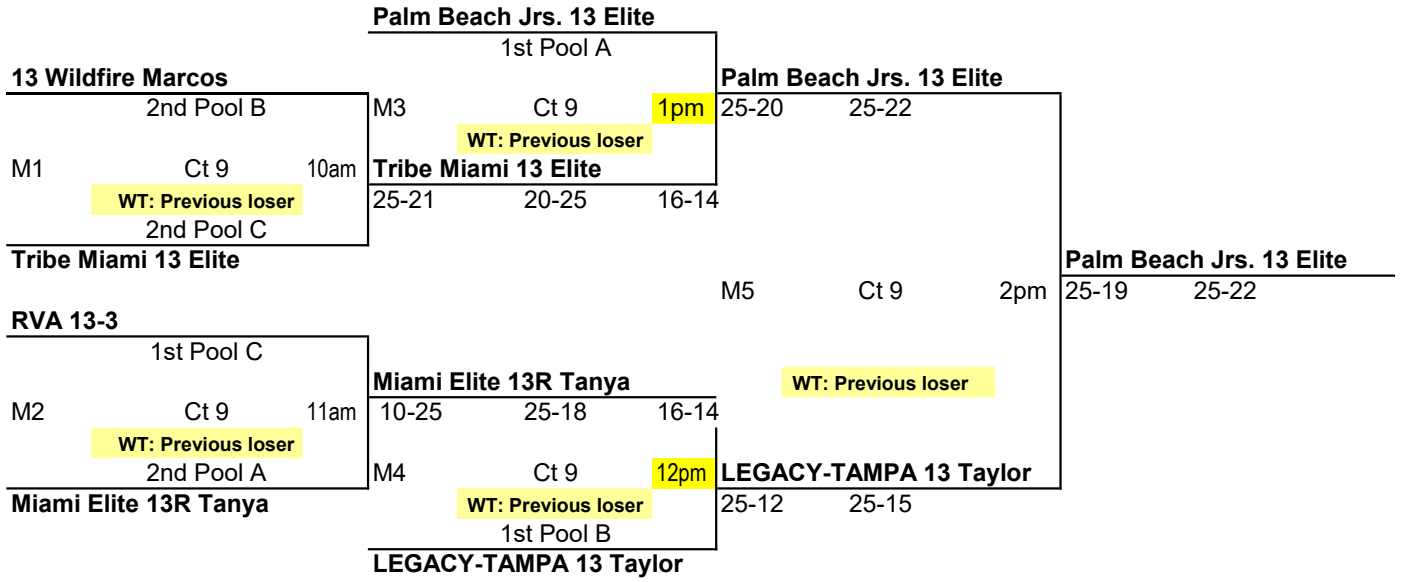 Palm Beach Jrs. 13 Elite
1st Pool A
13 Wildfire Marcos Palm Beach Jrs. 13 Elite
2nd Pool B M3 Ct 9 1pm 25-20 25-22
WT: Previous loser
M1 Ct 9 10am Tribe Miami 13 Elite
WT: Previous loser 25-21 20-25 16-14
2nd Pool C
Tribe Miami 13 Elite Palm Beach Jrs. 13 Elite
M5 Ct 9 2pm 25-19 25-22
RVA 13-3
1st Pool C
Miami Elite 13R Tanya WT: Previous loser
M2 Ct 9 11am 10-25 25-18 16-14
WT: Previous loser
2nd Pool A M4 Ct 9 12pm LEGACY-TAMPA 13 Taylor
Miami Elite 13R Tanya WT: Previous loser 25-12 25-15
1st Pool B
LEGACY-TAMPA 13 Taylor